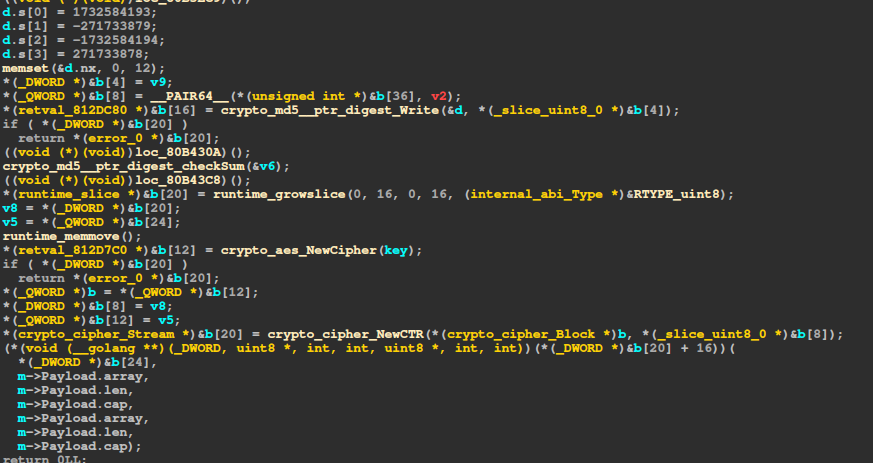 ((void (*)(void))loc_80B52C9)();
d.s[0] = 1732584193;
d.s[1] = -271733879;
d.s[2] = -1732584194;
d.s[3] = 271733878;
memset(&d.nx, 0, 12);
*(_DWORD *)&b[4] = v9;
*(_QWORD *)&b[8] = __PAIR64__(*(unsigned int *)&b[36], v2);
*(retval_812DC80 *)&b[16] = crypto_md5__ptr_digest_Write(&d, *(_slice_uint8_0 *)&b[4]);
if ( *(_DWORD *)&b[20] )
return *(error_0 *)&b[20];
((void (*)(void))loc_80B430A)();
crypto_md5__ptr_digest_checkSum(&v6);
((void (*)(void))loc_80B43C8)();
*(runtime_slice *)&b[20] = runtime_growslice(0, 16, 0, 16, (internal_abi_Type *)&RTYPE_uint8);
v8 = *(_DWORD *)&b[20];
v5 = *(_QWORD *)&b[24];
runtime_memmove();
*(retval_812D7C0 *)&b[12] = crypto_aes_NewCipher(key);
if ( *(_DWORD *)&b[20] )
return *(error_0 *)&b[20];
*(_QWORD *)b = *(_QWORD *)&b[12];
*(_DWORD *)&b[8] = v8;
*(_QWORD *)&b[12] = v5;
*(crypto_cipher_Stream *)&b[20] = crypto_cipher_NewCTR(*(crypto_cipher_Block *)b, *(_slice_uint8_0 *)&b[8]);
(*(void (__golang **)(_DWORD, uint8 *, int, int, uint8 *, int, int))(*(_DWORD *)&b[20] + 16))(
*(_DWORD *)&b[24],
m->Payload.array,
m->Payload.len,
m->Payload.cap,
m->Payload.array,
m->Payload.len,
m->Payload.cap);
return 0LL;